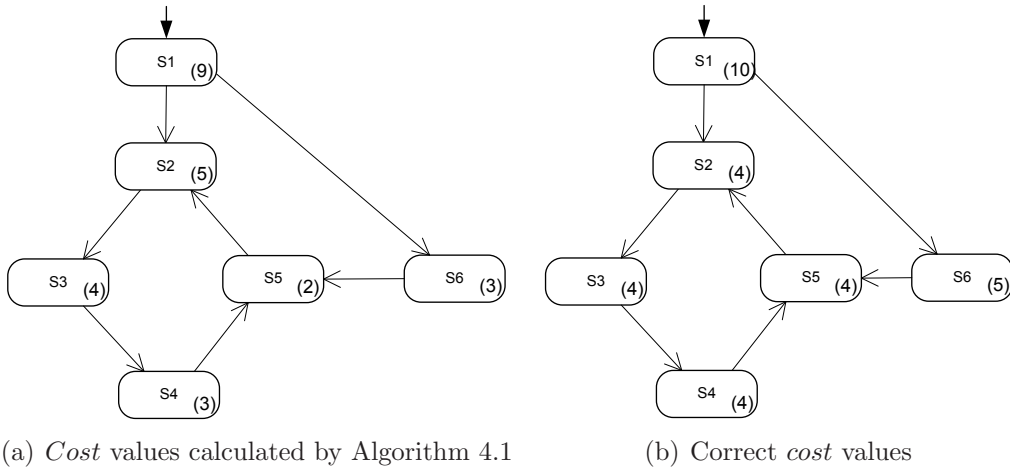 S1
(9)
S2
(5)
S3
(4)
S5
(2)
S6
(3)
S4
(3)
(a) Cost values calculated by Algorithm 4.1
S1
(10)
S2
(4)
S3
(4)
S5
(4)
S6
(5)
S4
(4)
(b) Correct cost values